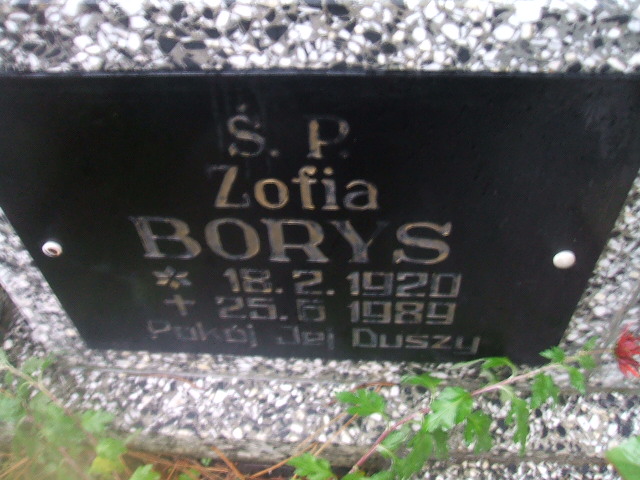 Ś. P.
Zofia
BORYS
* 18. 2. 1920
+ 25. 6 1989
Pokój Jej Duszy